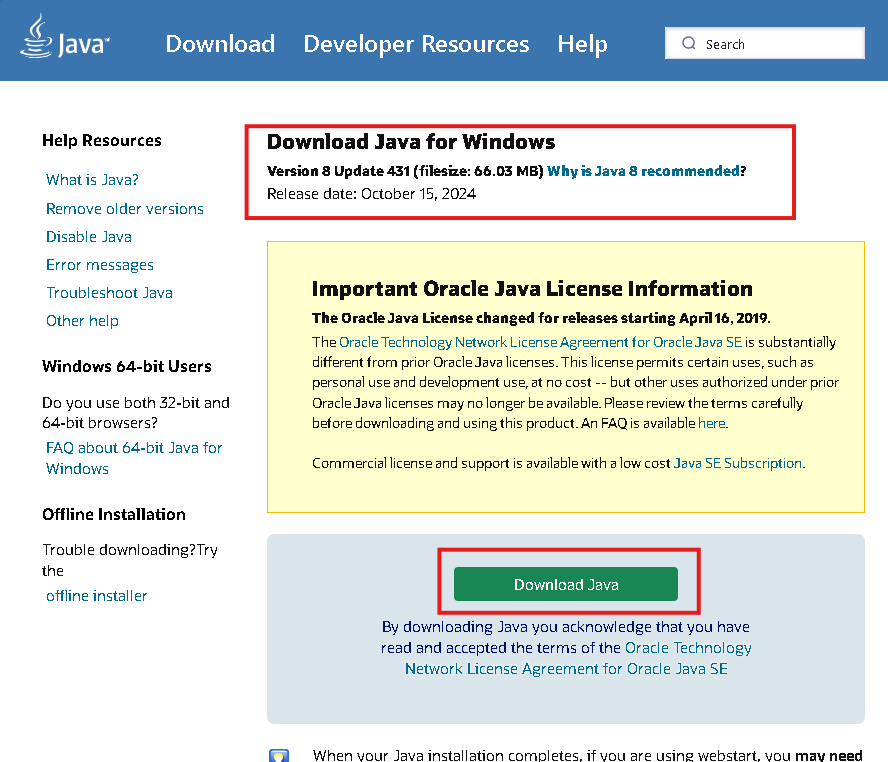 Java™
Download
Developer Resources
Help
Search
Help Resources
What is Java?
Remove older versions
Disable Java
Error messages
Troubleshoot Java
Other help
Windows 64-bit Users
Do you use both 32-bit and
64-bit browsers?
FAQ about 64-bit Java for
Windows
Offline Installation
Trouble downloading?Try
the
offline installer
Download Java for Windows
Version 8 Update 431 (filesize: 66.03 MB) Why is Java 8 recommended?
Release date: October 15, 2024
Important Oracle Java License Information
The Oracle Java License changed for releases starting April 16, 2019.
The Oracle Technology Network License Agreement for Oracle Java SE is substantially
different from prior Oracle Java licenses. This license permits certain uses, such as
personal use and development use, at no cost -- but other uses authorized under prior
Oracle Java licenses may no longer be available. Please review the terms carefully
before downloading and using this product. An FAQ is available here.
Commercial license and support is available with a low cost Java SE Subscription.
Download Java
By downloading Java you acknowledge that you have
read and accepted the terms of the Oracle Technology
Network License Agreement for Oracle Java SE
When your Java installation completes, if you are using webstart, you may need